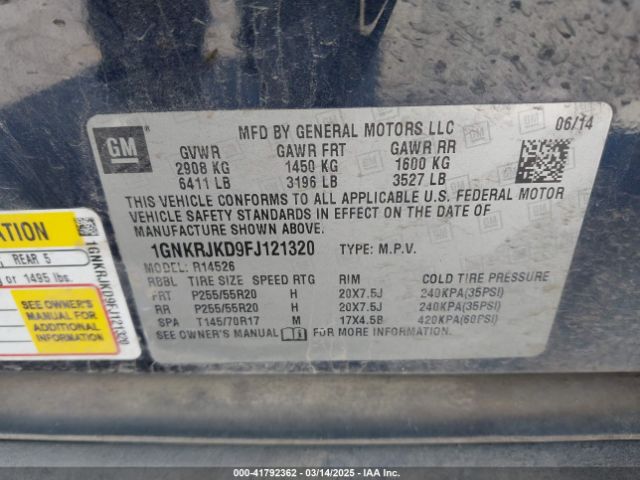 GM
®
MFD BY GENERAL MOTORS LLC
06/14
GVWR GAWR FRT GAWR RR
2908 KG 1450 KG 1600 KG
6411 LB 3196 LB 3527 LB
THIS VEHICLE CONFORMS TO ALL APPLICABLE U.S. FEDERAL MOTOR
VEHICLE SAFETY STANDARDS IN EFFECT ON THE DATE OF
MANUFACTURE SHOWN ABOVE.
1GNKRJKD9FJ121320 TYPE: M.P.V.
MODEL: R14526
RBBL TIRE SIZE SPEED RTG RIM COLD TIRE PRESSURE
FRT P255/55R20 H 20X7.5J 240KPA(35PSI)
RR P255/55R20 H 20X7.5J 240KPA(35PSI)
SPA T145/70R17 M 17X4.5B 420KPA(60PSI)
SEE OWNER'S MANUAL FOR MORE INFORMATION
ATION
REAR 5
or 1495 lbs.
SEE OWNER'S
MANUAL FOR
ADDITIONAL
INFORMATION
1GNKRJKD9FJ121320
000-41792362 | 03/14/2025 - IAA Inc.